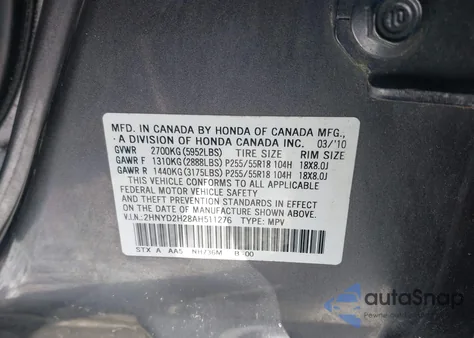 MFD. IN CANADA BY HONDA OF CANADA MFG.,
A DIVISION OF HONDA CANADA INC. 03/'10
GVWR 2700KG(5952LBS) TIRE SIZE RIM SIZE
GAWR F 1310KG(2888LBS) P255/55R18 104H 18X8.0J
GAWR R 1440KG(3175LBS) P255/55R18 104H 18X8.0J
THIS VEHICLE CONFORMS TO ALL APPLICABLE
FEDERAL MOTOR VEHICLE SAFETY
AND THEFT PREVENTION STANDARDS IN EFFECT
ON THE DATE OF MANUFACTURE SHOWN ABOVE.
V.I.N.:2HNYD2H28AH511276 TYPE: MPV
STX A AA5 NH736M
autoSnap